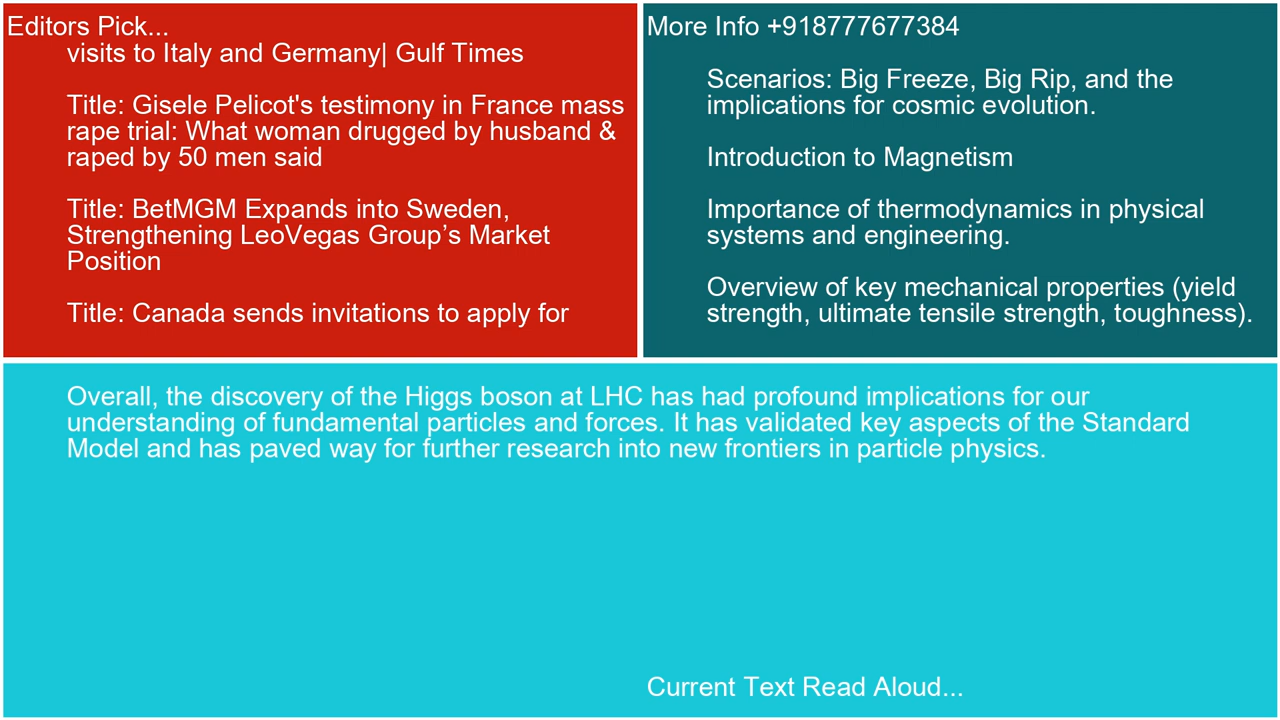 Editors Pick...
visits to Italy and Germany| Gulf Times
Title: Gisele Pelicot's testimony in France mass
rape trial: What woman drugged by husband &
raped by 50 men said
Title: BetMGM Expands into Sweden,
Strengthening LeoVegas Group’s Market
Position
Title: Canada sends invitations to apply for
More Info +918777677384
Scenarios: Big Freeze, Big Rip, and the
implications for cosmic evolution.
Introduction to Magnetism
Importance of thermodynamics in physical
systems and engineering.
Overview of key mechanical properties (yield
strength, ultimate tensile strength, toughness).
Overall, the discovery of the Higgs boson at LHC has had profound implications for our
understanding of fundamental particles and forces. It has validated key aspects of the Standard
Model and has paved way for further research into new frontiers in particle physics.
Current Text Read Aloud...